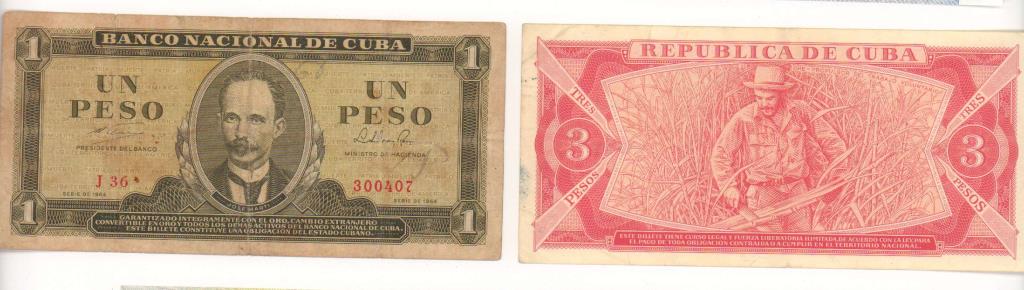 BANCO NACIONAL DE CUBA
1
1
UN
PESO
UN
PESO
PRESIDENTE DEL BANCO
MINISTRO DE HACIENDA
J 36
300407
SERIE DE 1964
JOSE MARTI
SERIE DE 1964
1
1
GARANTIZADO INTEGRAMENTE CON EL ORO, CAMBIO EXTRANJERO
CONVERTIBLE EN ORO Y TODOS LOS DEMAS ACTIVOS DEL BANCO NACIONAL DE CUBA.
ESTE BILLETE CONSTITUYE UNA OBLIGACION DEL ESTADO CUBANO.
REPUBLICA DE CUBA
TRES
TRES
3
3
PESOS
PESOS
ESTE BILLETE TIENE CURSO LEGAL Y FUERZA LIBERATORIA ILIMITADA, DE ACUERDO CON LA LEY, PARA
EL PAGO DE TODA OBLIGACION CONTRAIDA O A CUMPLIR EN EL TERRITORIO NACIONAL.